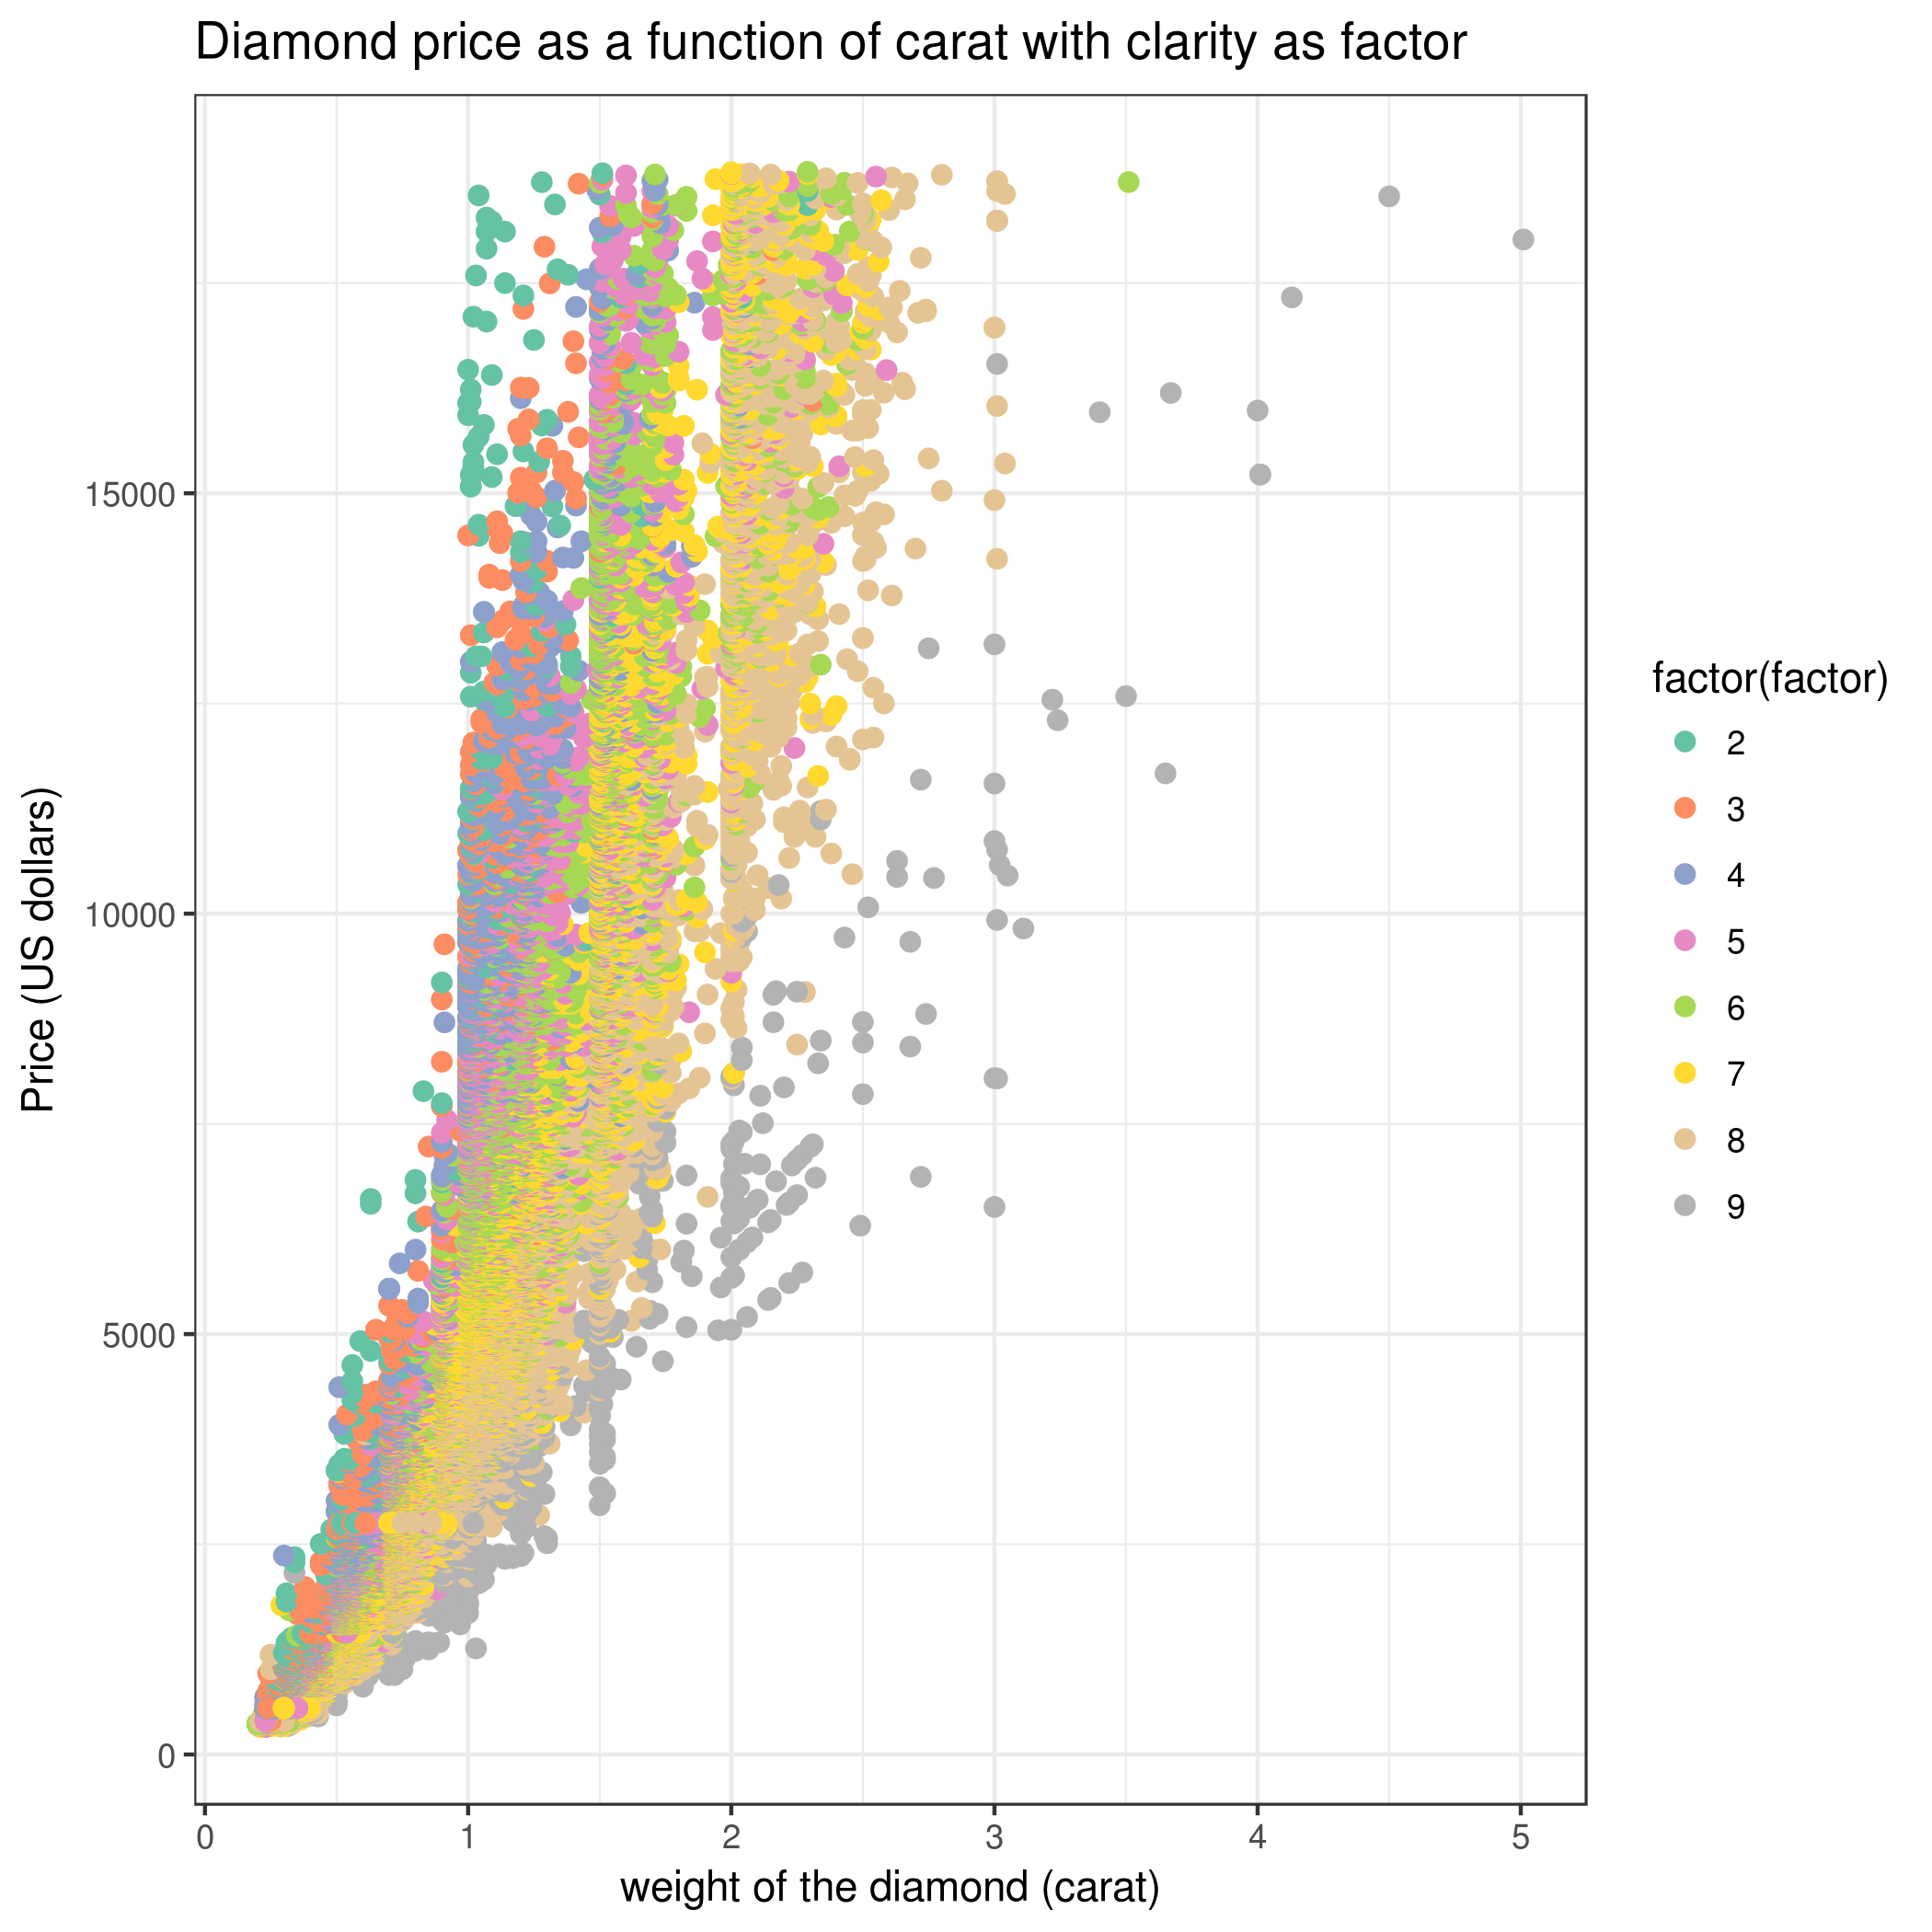 Diamond price as a function of carat with clarity as factor
Price (US dollars)
15000
10000
5000
0
0 1 2 3 4 5
weight of the diamond (carat)
factor(factor)
2
3
4
5
6
7
8
9